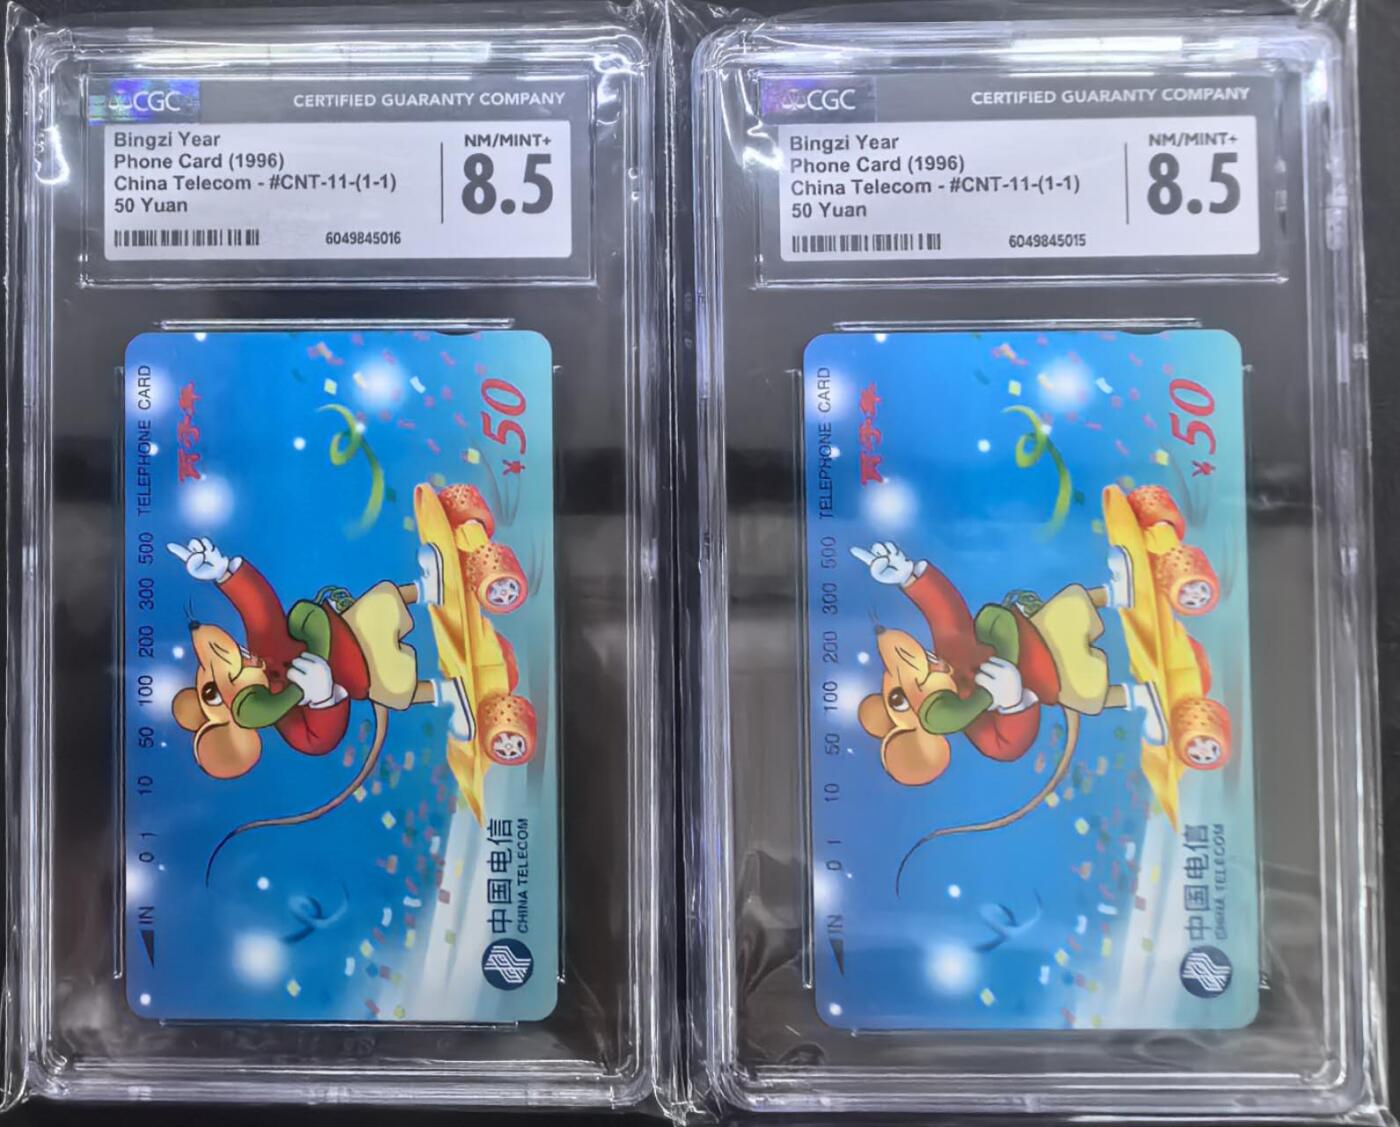 CGC
CERTIFIED GUARANTY COMPANY
Bingzi Year
Phone Card (1996)
China Telecom - #CNT-11-(1-1)
50 Yuan
NM/MINT+
8.5
6049845016
TELEPHONE CARD
丙子年
¥50
IN 0 1 10 50 100 200 300 500
中国电信
CHINA TELECOM
CGC
CERTIFIED GUARANTY COMPANY
Bingzi Year
Phone Card (1996)
China Telecom - #CNT-11-(1-1)
50 Yuan
NM/MINT+
8.5
6049845015
TELEPHONE CARD
丙子年
¥50
IN 0 1 10 50 100 200 300 500
中国电信
CHINA TELECOM